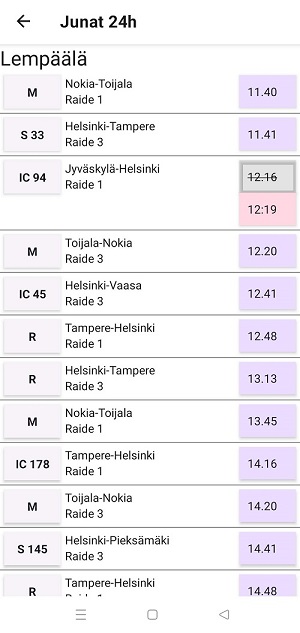 Junat 24h
Lempäälä
M Nokia-Toijala 11.40
Raide 1
S 33 Helsinki-Tampere 11.41
Raide 3
IC 94 Jyväskylä-Helsinki 12.16
Raide 1
12:19
M Toijala-Nokia 12.20
Raide 3
IC 45 Helsinki-Vaasa 12.41
Raide 3
R Tampere-Helsinki 12.48
Raide 1
R Helsinki-Tampere 13.13
Raide 3
M Nokia-Toijala 13.45
Raide 1
IC 178 Tampere-Helsinki 14.16
Raide 1
M Toijala-Nokia 14.20
Raide 3
S 145 Helsinki-Pieksämäki 14.41
Raide 3
R Tampere-Helsinki 14.48